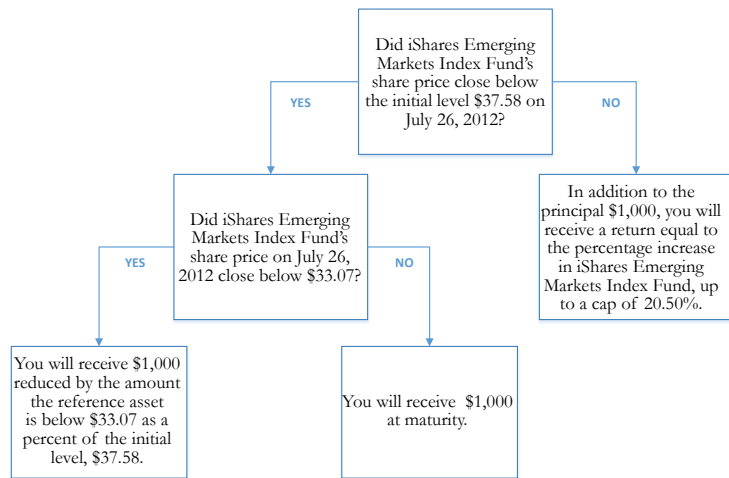 Did iShares Emerging
Markets Index Fund's
share price close below
the initial level $37.58 on
July 26, 2012?
YES
NO
Did iShares Emerging
Markets Index Fund's
share price on July 26,
2012 close below $33.07?
In addition to the
principal $1,000, you will
receive a return equal to
the percentage increase
in iShares Emerging
Markets Index Fund, up
to a cap of 20.50%.
YES
NO
You will receive $1,000
reduced by the amount
the reference asset
is below $33.07 as a
percent of the initial
level, $37.58.
You will receive $1,000
at maturity.